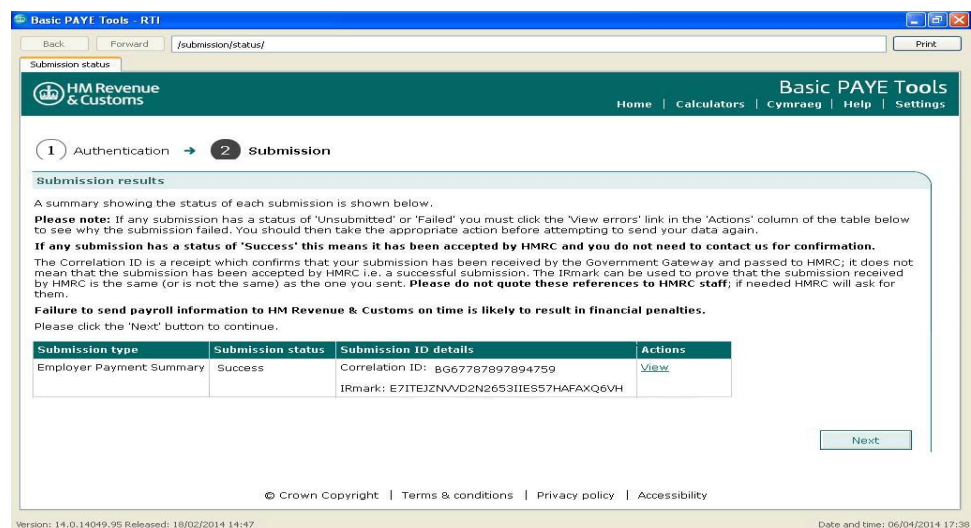 Basic PAYE Tools - RTI
Back Forward /submission/status/ Print
Submission status
HM Revenue
& Customs
Basic PAYE Tools
Home | Calculators | Cymraeg | Help | Settings
1 Authentication → 2 Submission
Submission results
A summary showing the status of each submission is shown below.
Please note: If any submission has a status of 'Unsubmitted' or 'Failed' you must click the 'View errors' link in the 'Actions' column of the table below
to see why the submission failed. You should then take the appropriate action before attempting to send your data again.
If any submission has a status of 'Success' this means it has been accepted by HMRC and you do not need to contact us for confirmation.
The Correlation ID is a receipt which confirms that your submission has been received by the Government Gateway and passed to HMRC; it does not
mean that the submission has been accepted by HMRC i.e. a successful submission. The IRmark can be used to prove that the submission received
by HMRC is the same (or is not the same) as the one you sent. Please do not quote these references to HMRC staff; if needed HMRC will ask for
them.
Failure to send payroll information to HM Revenue & Customs on time is likely to result in financial penalties.
Please click the 'Next' button to continue.
Submission type Submission status Submission ID details Actions
Employer Payment Summary Success Correlation ID: BG67787897894759 View
IRmark: E7ITEJZNVVD2N2653IIES57HAFAXQ6VH
Next
© Crown Copyright | Terms & conditions | Privacy policy | Accessibility
Version: 14.0.14049.95 Released: 18/02/2014 14:47 Date and time: 06/04/2014 17:38